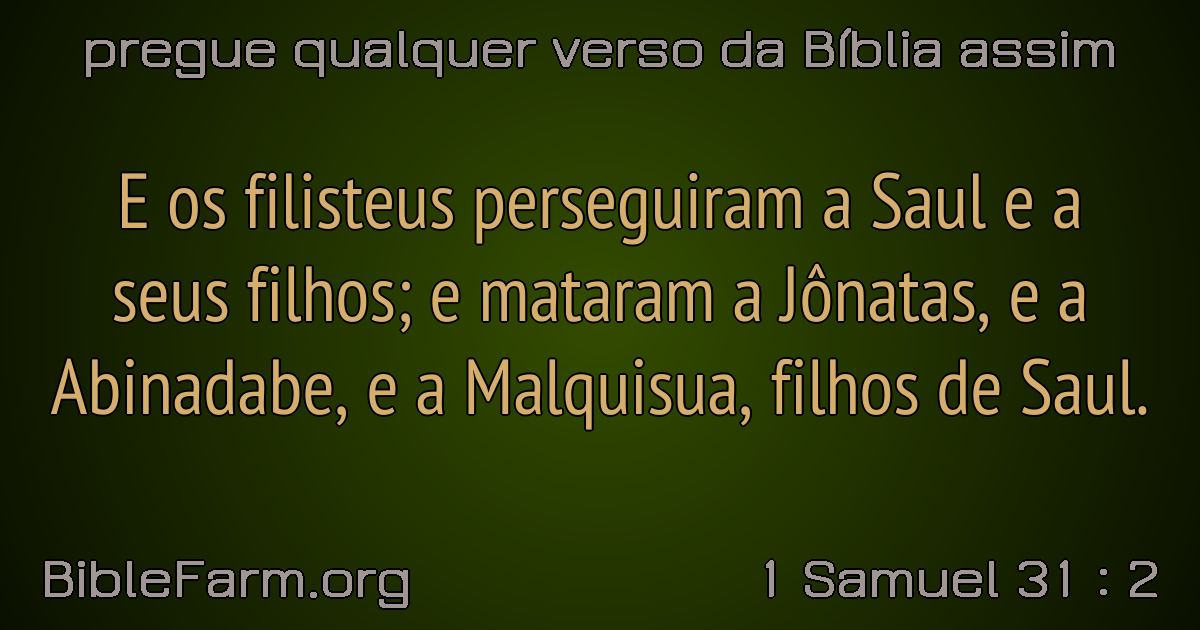 pregue qualquer verso da Bíblia assim
E os filisteus perseguiram a Saul e a
seus filhos; e mataram a Jônatas, e a
Abinadabe, e a Malquisua, filhos de Saul.
BibleFarm.org
1 Samuel 31 : 2